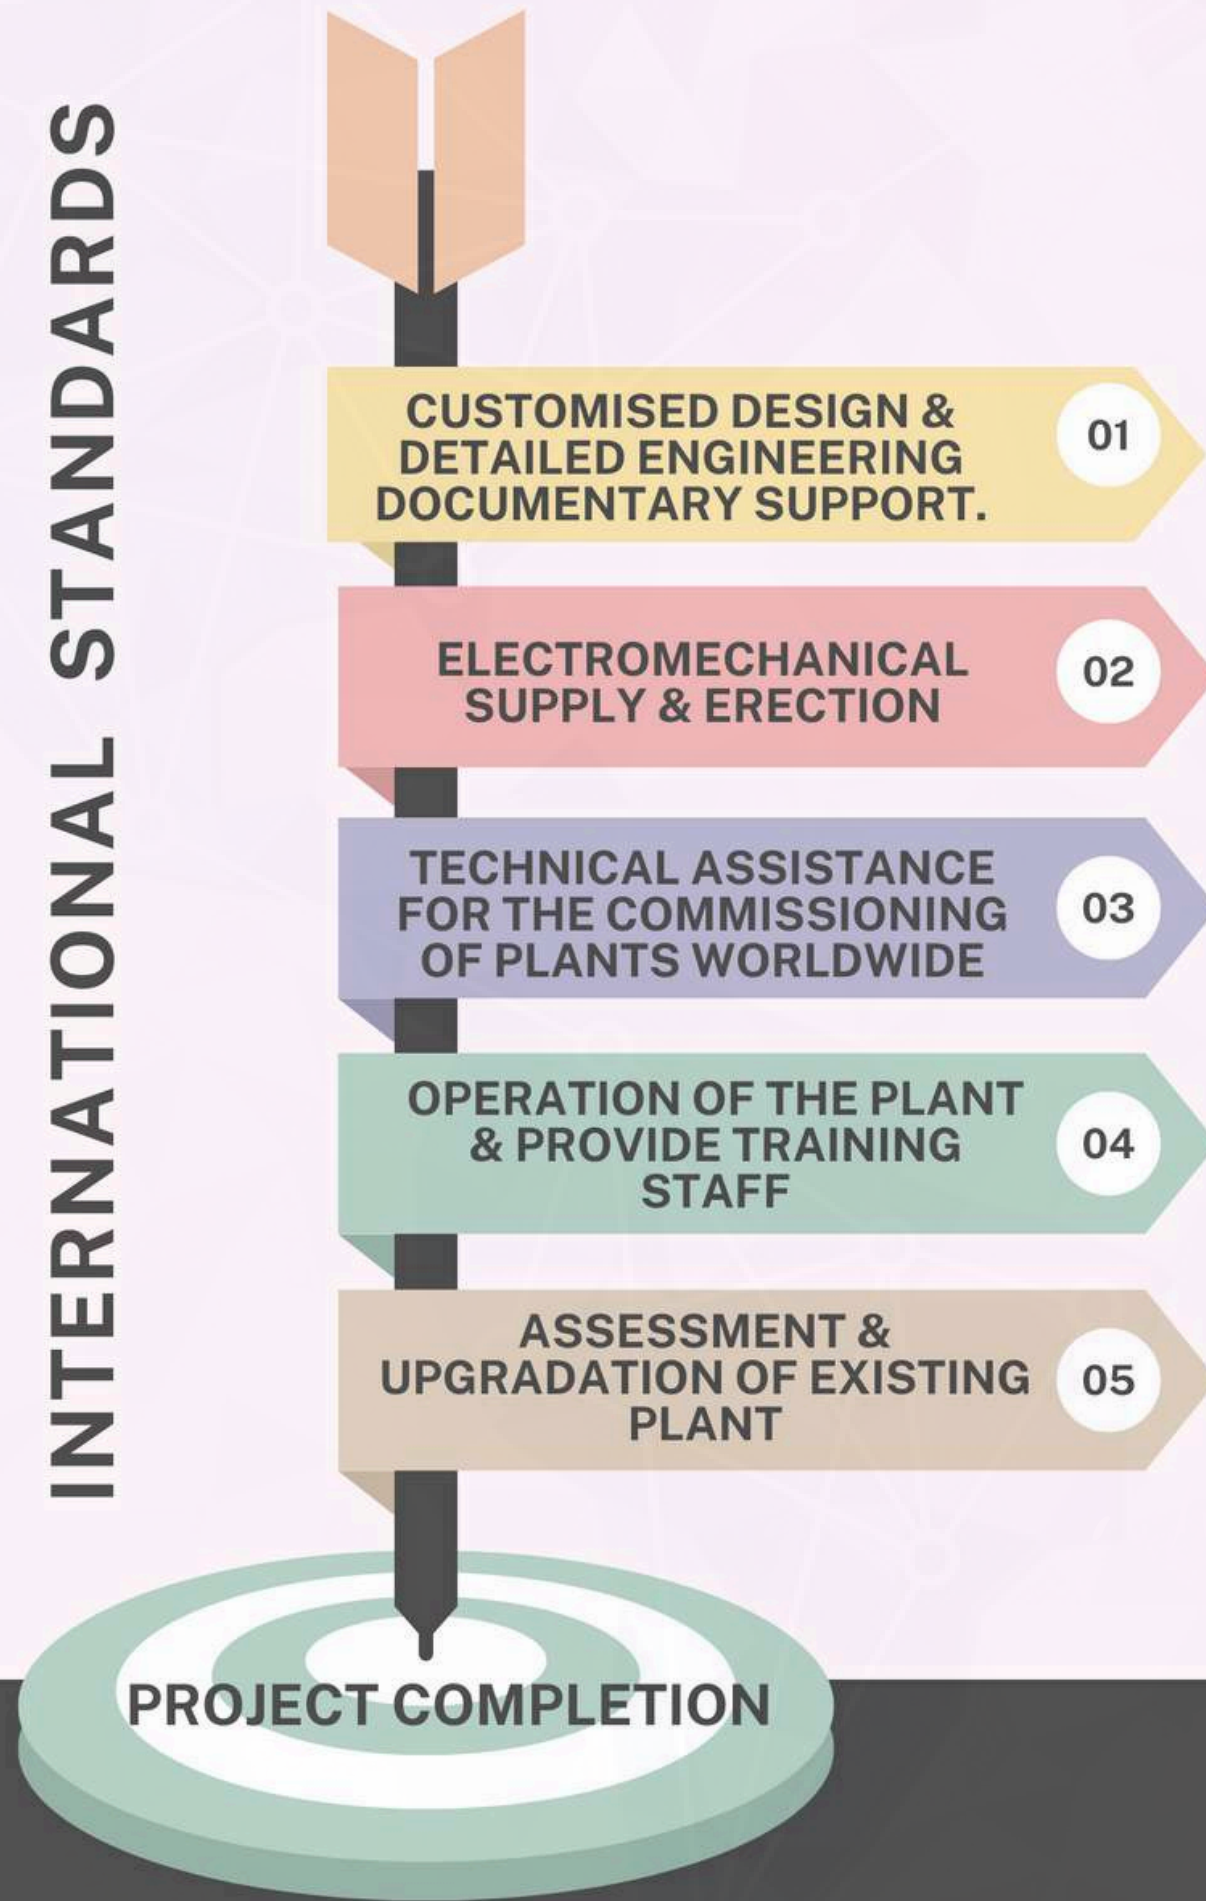 INTERNATIONAL STANDARDS
CUSTOMISED DESIGN &
DETAILED ENGINEERING
DOCUMENTARY SUPPORT.
01
ELECTROMECHANICAL
SUPPLY & ERECTION
02
TECHNICAL ASSISTANCE
FOR THE COMMISSIONING
OF PLANTS WORLDWIDE
03
OPERATION OF THE PLANT
& PROVIDE TRAINING
STAFF
04
ASSESSMENT &
UPGRADATION OF EXISTING
PLANT
05
PROJECT COMPLETION